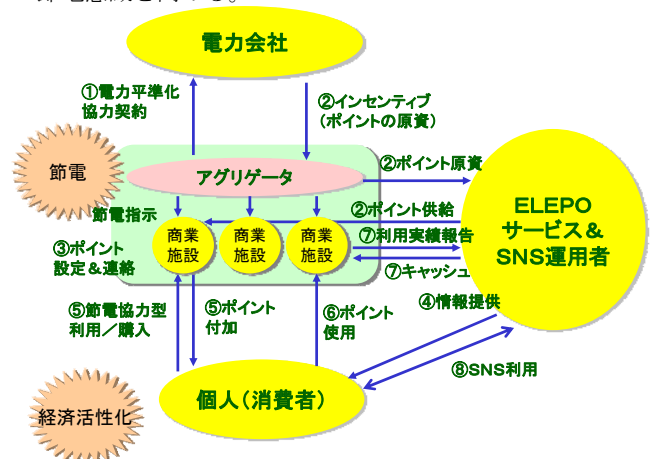 電力会社
①電力平準化
協力契約
②インセンティブ
(ポイントの原資)
節電
アグリゲータ
②ポイント原資
節電指示
②ポイント供給
ELEPO
サービス&
SNS運用者
商業
施設
商業
施設
商業
施設
⑦利用実績報告
③ポイント
設定&連絡
⑦キャッシュ
④情報提供
⑤節電協力型
利用/購入
⑤ポイント
付加
⑥ポイント
使用
⑧SNS利用
個人(消費者)
経済活性化